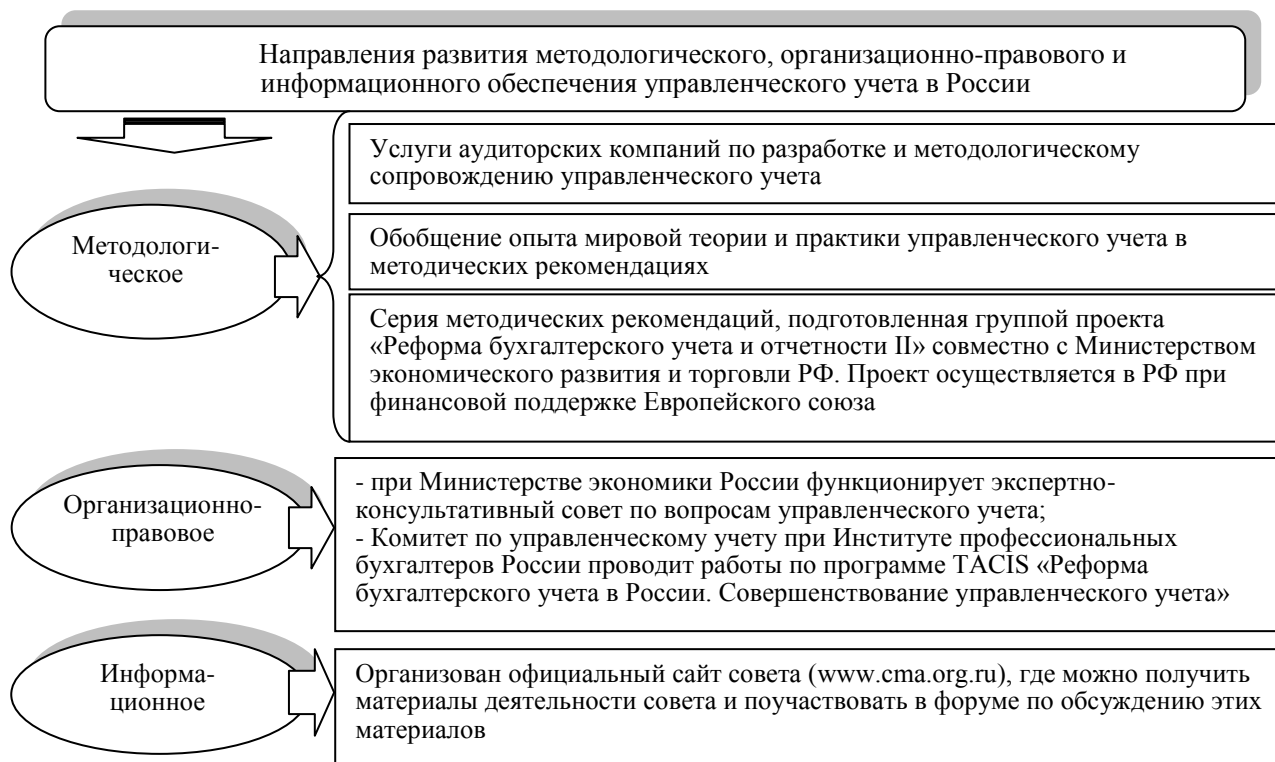 Направления развития методологического, организационно-правового и
информационного обеспечения управленческого учета в России
Услуги аудиторских компаний по разработке и методологическому
сопровождению управленческого учета
Методологи-
ческое
Обобщение опыта мировой теории и практики управленческого учета в
методических рекомендациях
Серия методических рекомендаций, подготовленная группой проекта
«Реформа бухгалтерского учета и отчетности II» совместно с Министерством
экономического развития и торговли РФ. Проект осуществляется в РФ при
финансовой поддержке Европейского союза
Организационно-
правовое
- при Министерстве экономики России функционирует экспертно-
консультативный совет по вопросам управленческого учета;
- Комитет по управленческому учету при Институте профессиональных
бухгалтеров России проводит работы по программе TACIS «Реформа
бухгалтерского учета в России. Совершенствование управленческого учета»
Информа-
ционное
Организован официальный сайт совета (www.cma.org.ru), где можно получить
материалы деятельности совета и поучаствовать в форуме по обсуждению этих
материалов